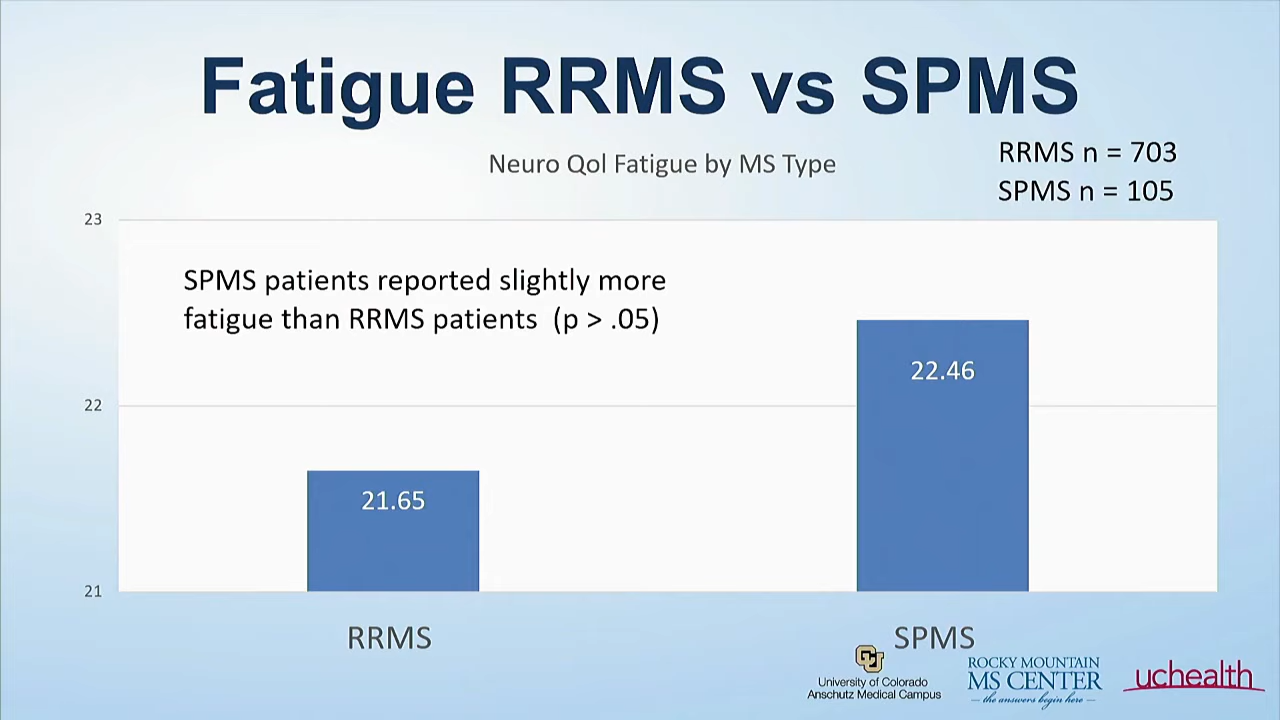 Fatigue RRMS vs SPMS
Neuro Qol Fatigue by MS Type
RRMS n = 703
SPMS n = 105
23
SPMS patients reported slightly more
fatigue than RRMS patients (p > .05)
22.46
22
21.65
21
RRMS
SPMS
CU
University of Colorado
Anschutz Medical Campus
ROCKY MOUNTAIN
MS CENTER
the answers begin here
uchealth